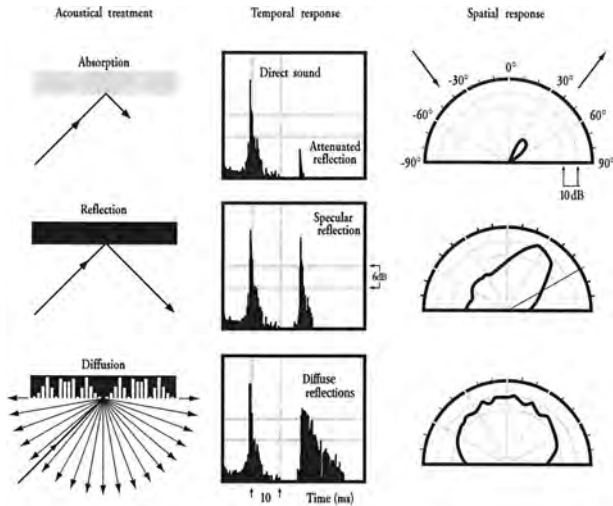 Acoustical treatment
Temporal response
Spatial response
Absorption
Direct sound
Attenuated
reflection
-90°
-60°
-30°
0°
30°
60°
90°
10 dB
Reflection
Specular
reflection
6dB
Diffusion
Diffuse
reflections
10
Time (ms)